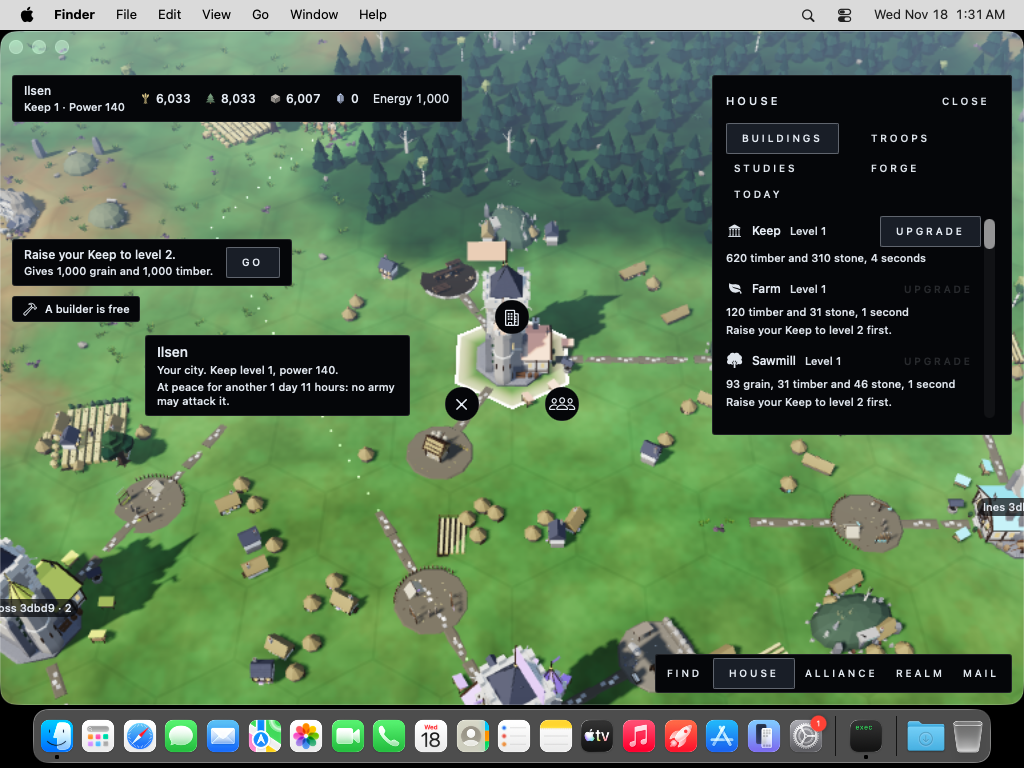 Finder File Edit View Go Window Help Wed Nov 18 1:31 AM
Ilsen
Keep 1 · Power 140
6,033 8,033 6,007 0 Energy 1,000
HOUSE CLOSE
BUILDINGS TROOPS
STUDIES FORGE
TODAY
Keep Level 1 UPGRADE
620 timber and 310 stone, 4 seconds
Farm Level 1 UPGRADE
120 timber and 31 stone, 1 second
Raise your Keep to level 2 first.
Sawmill Level 1 UPGRADE
93 grain, 31 timber and 46 stone, 1 second
Raise your Keep to level 2 first.
Raise your Keep to level 2.
Gives 1,000 grain and 1,000 timber.
GO
A builder is free
Ilsen
Your city. Keep level 1, power 140.
At peace for another 1 day 11 hours: no army
may attack it.
Ines 3d
oss 3dbd9 · 2
FIND HOUSE ALLIANCE REALM MAIL
Wed
18
tv
1
exec